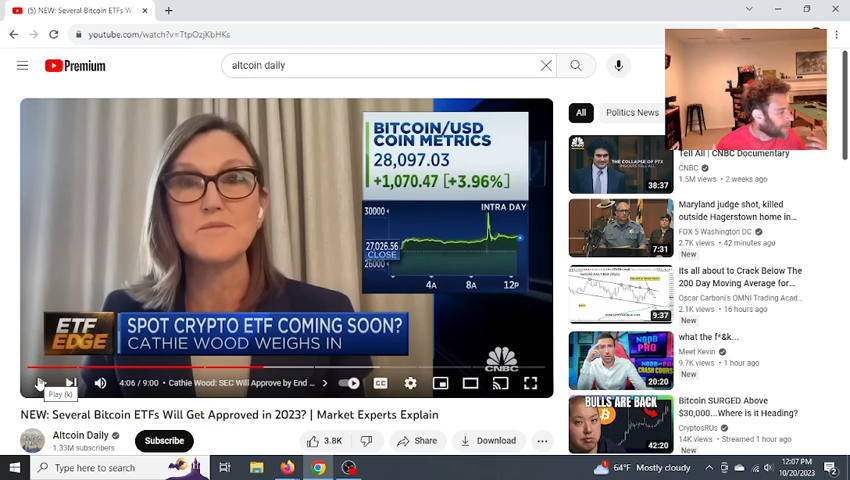 (5) NEW: Several Bitcoin ETFs W
youtube.com/watch?v=TtpOzjKbHKs
Premium
altcoin daily
All
Politics News
BITCOIN/USD
COIN METRICS
28,097.03
+1,070.47 [+3.96%]
INTRA DAY
30000
27,026.56
CLOSE
26000
4A
8A
12P
ETF
EDGE
SPOT CRYPTO ETF COMING SOON?
CATHIE WOOD WEIGHS IN
CNBC
4:06 / 9:00 • Cathie Wood: SEC Will Approve by End ...
CC
Play (k)
NEW: Several Bitcoin ETFs Will Get Approved in 2023? | Market Experts Explain
Altcoin Daily
1.33M subscribers
Subscribe
3.8K
Share
Download
THE COLLAPSE OF FTX
38:37
Tell All | CNBC Documentary
CNBC
1.5M views • 2 weeks ago
7:31
Maryland judge shot, killed
outside Hagerstown home in...
FOX 5 Washington DC
2.7K views • 42 minutes ago
New
9:37
Its all about to Crack Below The
200 Day Moving Average for...
Oscar Carboni's OMNI Trading Acad...
New
20:20
what the f*&k...
Meet Kevin
9.7K views • 1 hour ago
New
BULLS ARE BACK
42:20
Bitcoin SURGED Above
$30,000...Where is it Heading?
CryptosRUs
14K views • Streamed 1 hour ago
New
Type here to search
64°F Mostly cloudy
12:07 PM
10/20/2023
2